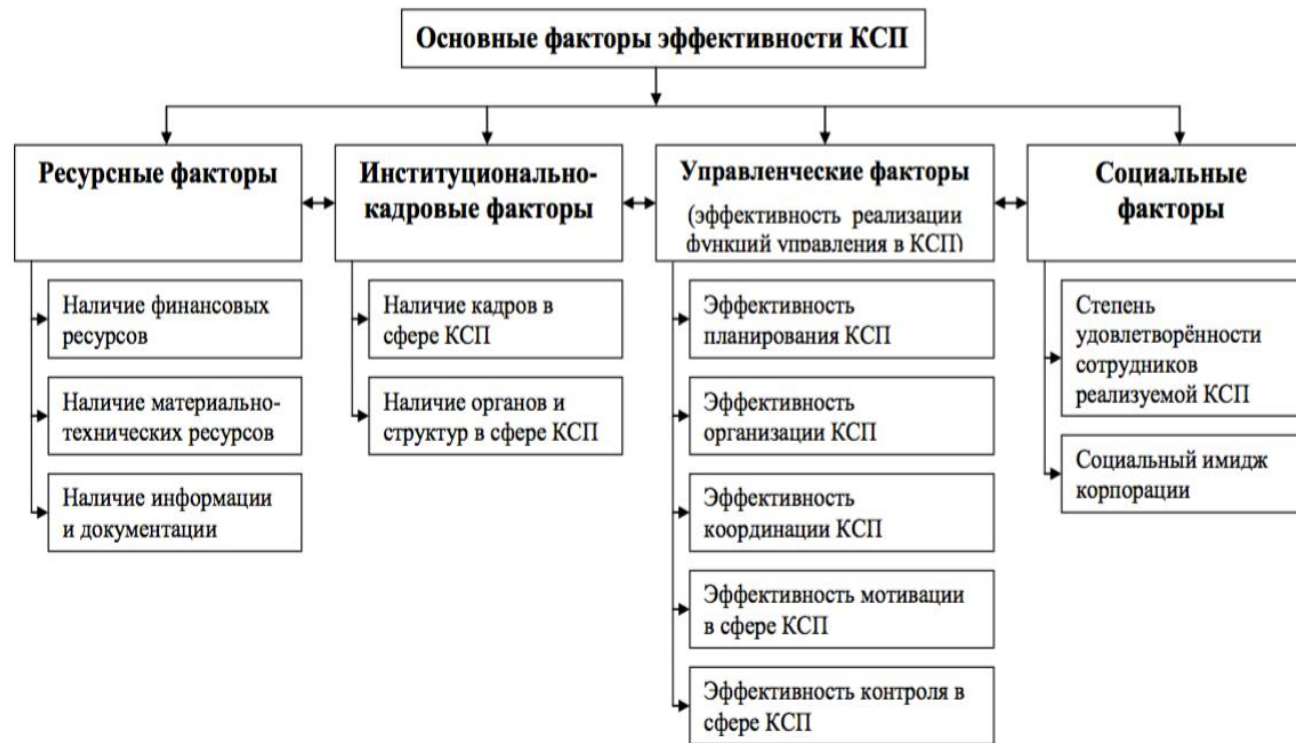 Основные факторы эффективности КСП
Ресурсные факторы
Институционально-
кадровые факторы
Управленческие факторы
(эффективность реализации
функций управления в КСП)
Социальные
факторы
Наличие финансовых
ресурсов
Наличие материально-
технических ресурсов
Наличие информации
и документации
Наличие кадров в
сфере КСП
Наличие органов и
структур в сфере КСП
Эффективность
планирования КСП
Эффективность
организации КСП
Эффективность
координации КСП
Эффективность мотивации
в сфере КСП
Эффективность контроля в
сфере КСП
Степень
удовлетворённости
сотрудников
реализуемой КСП
Социальный имидж
корпорации